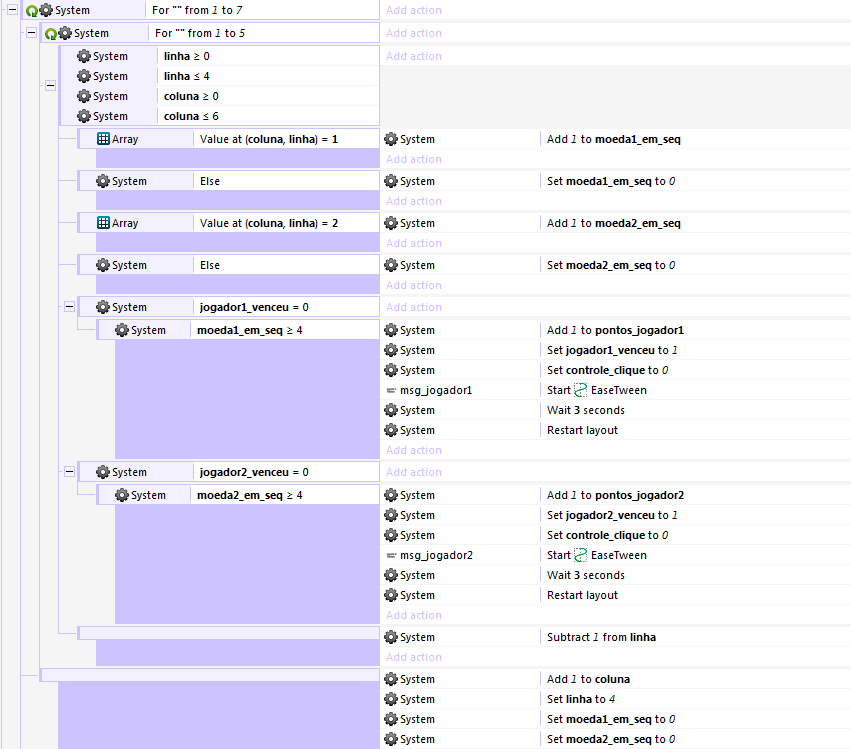 System For "" from 1 to 7 Add action
System For "" from 1 to 5 Add action
System linha ≥ 0 Add action
System linha ≤ 4
System coluna ≥ 0
System coluna ≤ 6
Array Value at (coluna, linha) = 1 System Add 1 to moeda1_em_seq
Add action
System Else System Set moeda1_em_seq to 0
Add action
Array Value at (coluna, linha) = 2 System Add 1 to moeda2_em_seq
Add action
System Else System Set moeda2_em_seq to 0
Add action
System jogador1_venceu = 0 Add action
System moeda1_em_seq ≥ 4 System Add 1 to pontos_jogador1
System Set jogador1_venceu to 1
System Set controle_clique to 0
msg_jogador1 Start EaseTween
System Wait 3 seconds
System Restart layout
Add action
System jogador2_venceu = 0 Add action
System moeda2_em_seq ≥ 4 System Add 1 to pontos_jogador2
System Set jogador2_venceu to 1
System Set controle_clique to 0
msg_jogador2 Start EaseTween
System Wait 3 seconds
System Restart layout
Add action
System Subtract 1 from linha
Add action
System Add 1 to coluna
System Set linha to 4
System Set moeda1_em_seq to 0
System Set moeda2_em_seq to 0